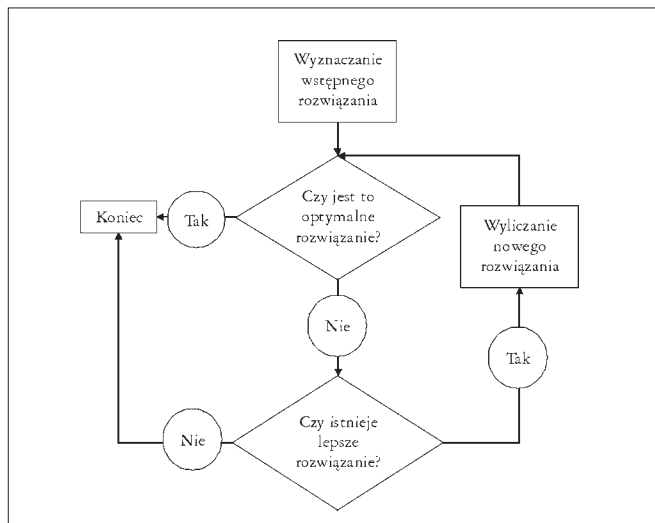 Wyznaczanie
wstępnego
rozwiązania
Czy jest to
optymalne
rozwiązanie?
Tak
Koniec
Wyliczanie
nowego
rozwiązania
Nie
Tak
Czy istnieje
lepsze
rozwiązanie?
Nie